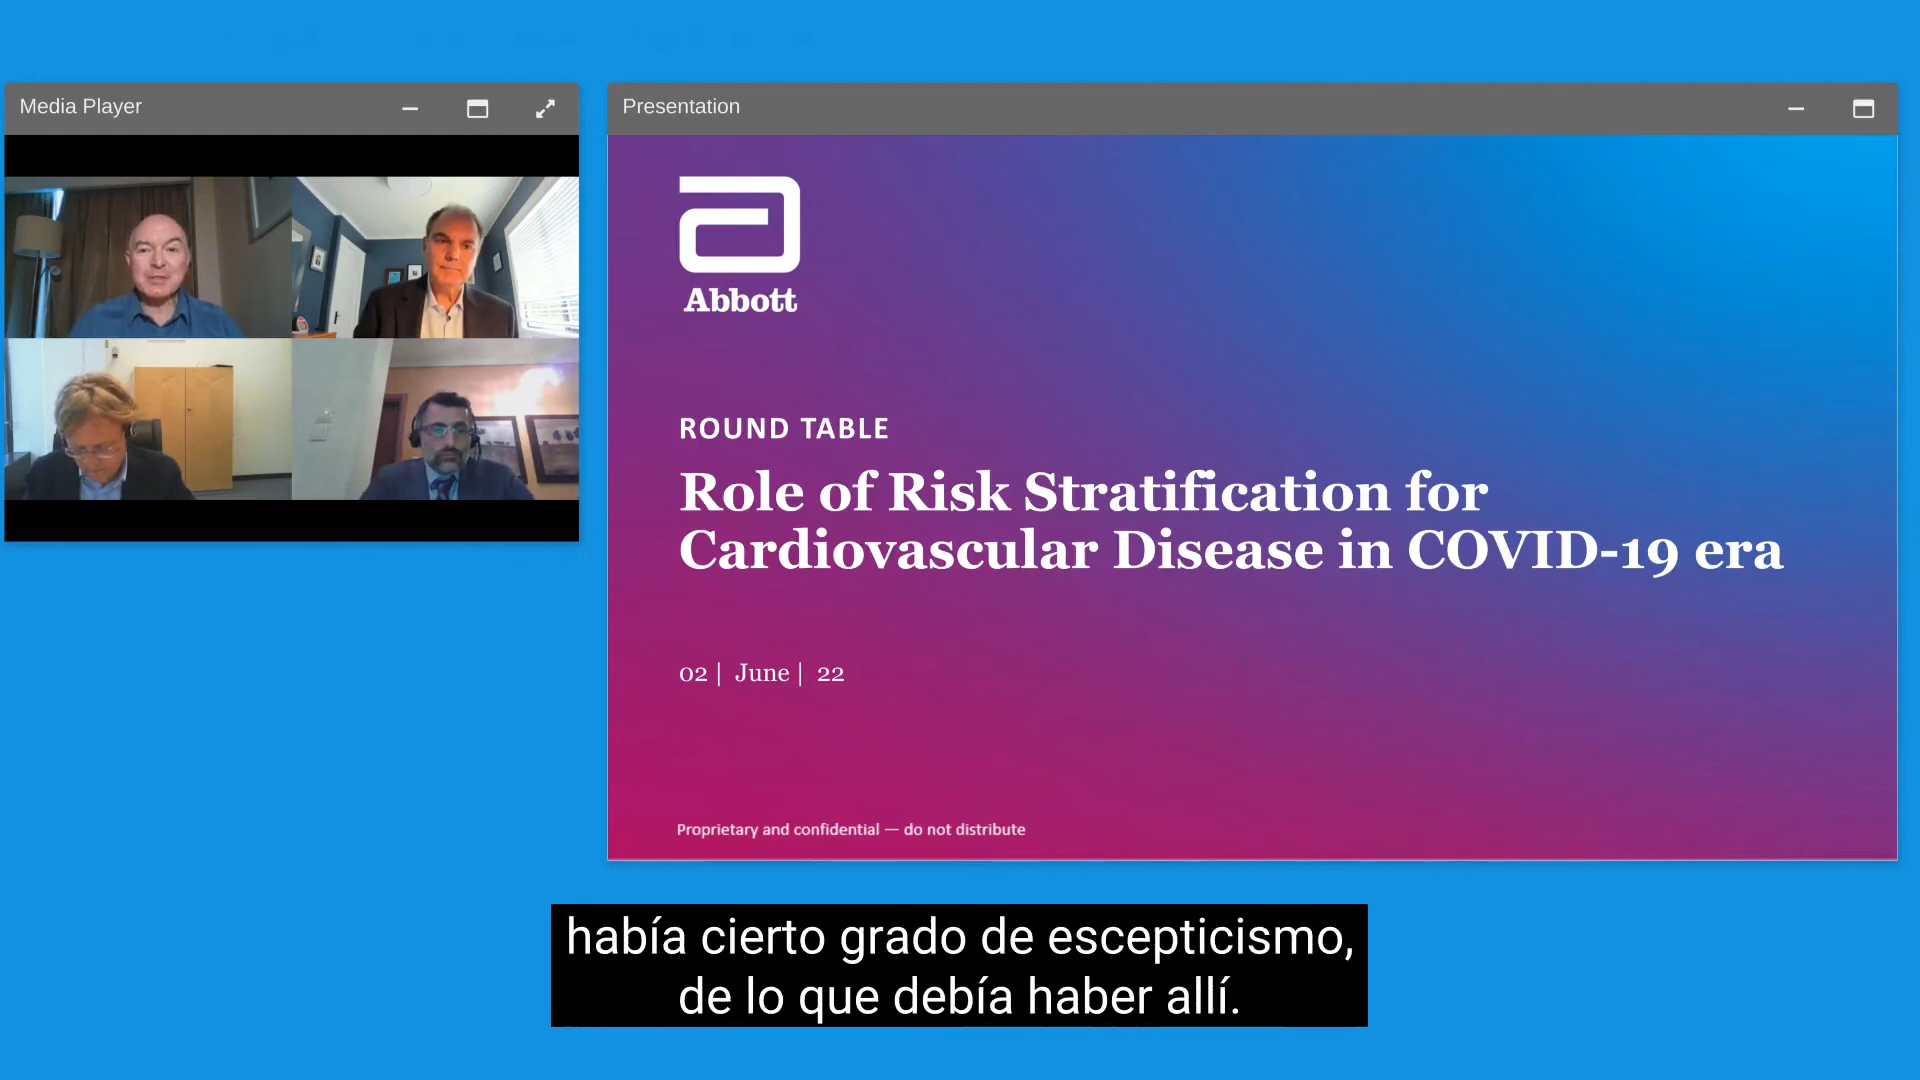 Media Player
Presentation
Abbott
ROUND TABLE
Role of Risk Stratification for
Cardiovascular Disease in COVID-19 era
02 | June | 22
Proprietary and confidential — do not distribute
había cierto grado de escepticismo,
de lo que debía haber allí.